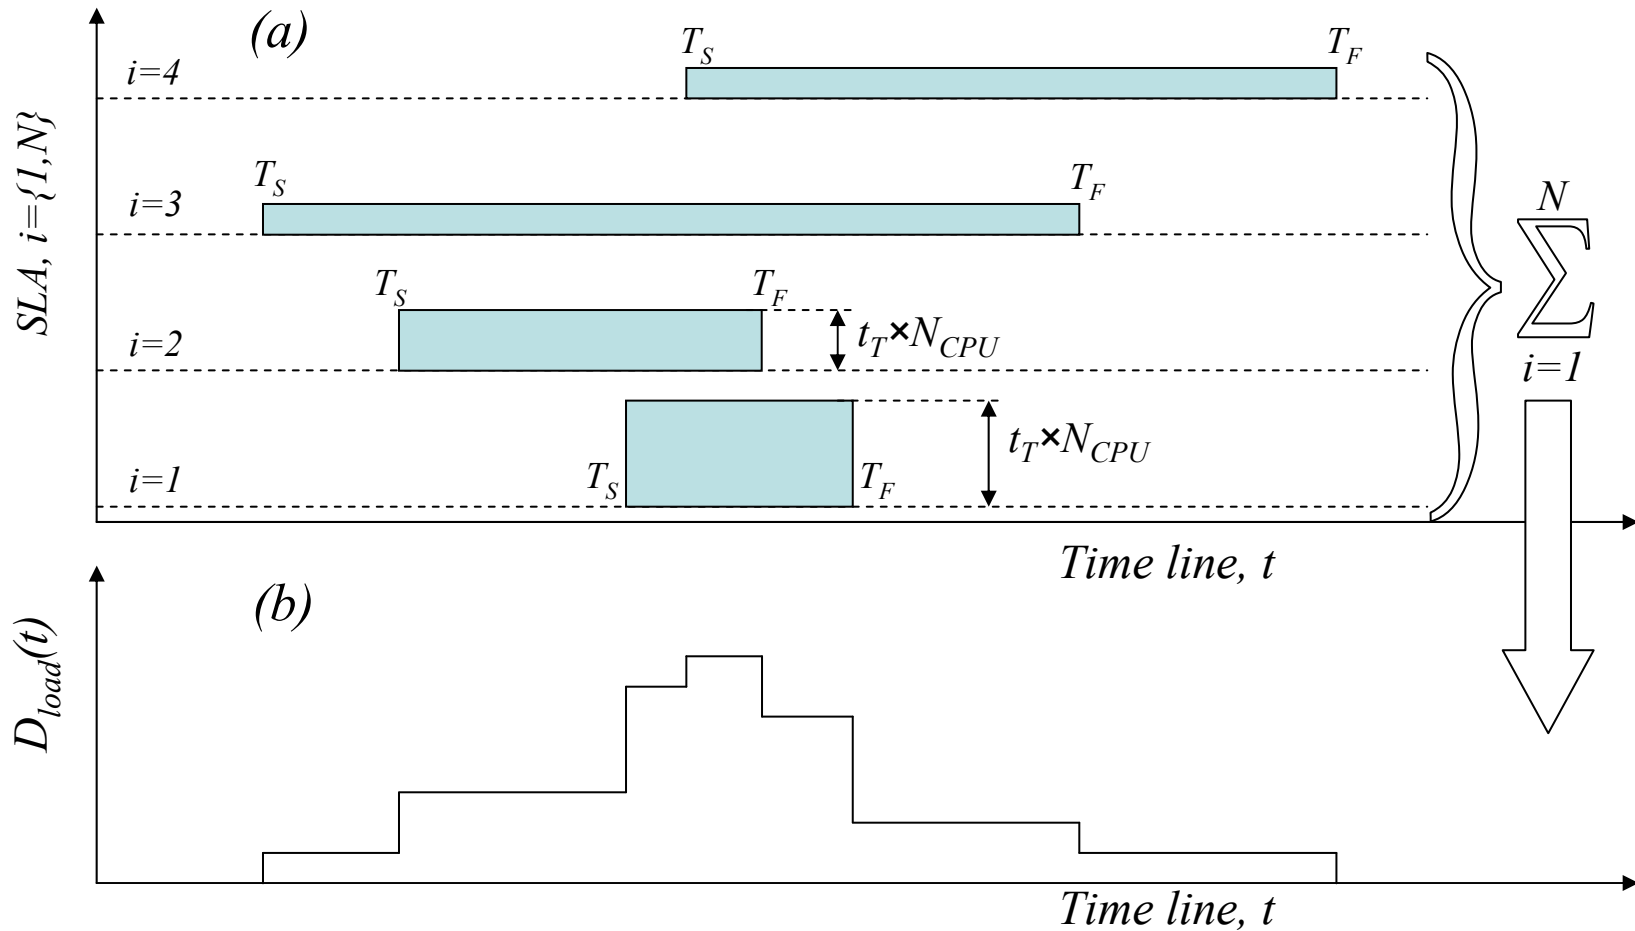 (a)
SLA, i={1,N}
i=4
T_S
T_F
i=3
T_S
T_F
i=2
T_S
T_F
t_T×N_CPU
i=1
T_S
T_F
t_T×N_CPU
N
Σ
i=1
Time line, t
(b)
D_load(t)
Time line, t